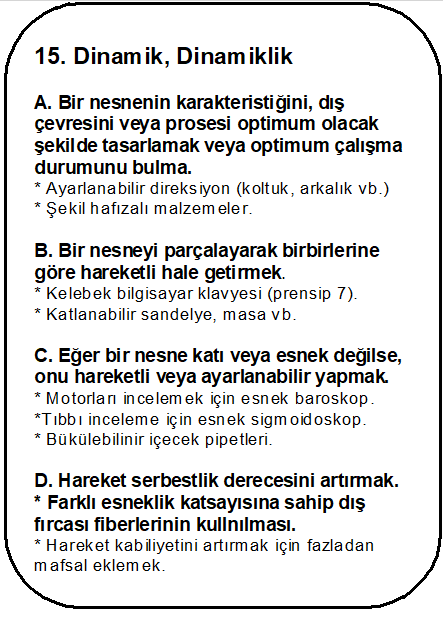 15. Dinamik, Dinamiklik
A. Bir nesnenin karakteristiğini, dış
çevresini veya prosesi optimum olacak
şekilde tasarlamak veya optimum çalışma
durumunu bulma.
* Ayarlanabilir direksiyon (koltuk, arkalık vb.)
* Şekil hafızalı malzemeler.
B. Bir nesneyi parçalayarak birbirlerine
göre hareketli hale getirmek.
* Kelebek bilgisayar klavyesi (prensip 7).
* Katlanabilir sandelye, masa vb.
C. Eğer bir nesne katı veya esnek değilse,
onu hareketli veya ayarlanabilir yapmak.
* Motorları incelemek için esnek baroskop.
*Tıbbı inceleme için esnek sigmoidoskop.
* Bükülebilinir içecek pipetleri.
D. Hareket serbestlik derecesini artırmak.
* Farklı esneklik katsayısına sahip dış
fırcası fiberlerinin kullnılması.
* Hareket kabiliyetini artırmak için fazladan
mafsal eklemek.